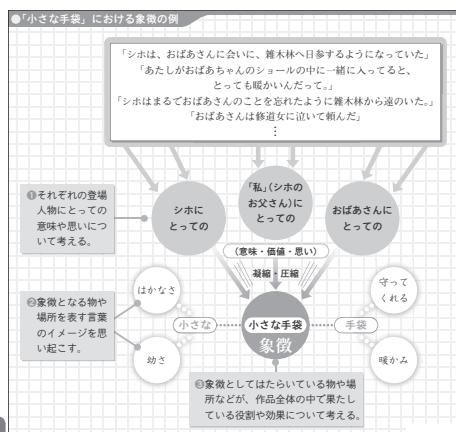 ●「小さな手袋」における象徴の例
「シホは、おばあさんに会いに、雑木林へ日参するようになっていた」
「あたしがおばあちゃんのショールの中に一緒に入ってると、
とっても暖かいんだって。」
「シホはまるでおばあさんのことを忘れたように雑木林から遠のいた。」
「おばあさんは修道女に泣いて頼んだ」
⋮
❶それぞれの登場
人物にとっての
意味や思いにつ
いて考える。
シホに
とっての
「私」(シホの
お父さん)に
とっての
おばあさんに
とっての
(意味・価値・思い)
凝縮・圧縮
❷象徴となる物や
場所を表す言葉
のイメージを思
い起こす。
はかなさ
幼さ
小さな
小さな手袋
象徴
手袋
守って
くれる
暖かみ
❸象徴としてはたらいている物や場
所などが、作品全体の中で果たし
ている役割や効果について考える。